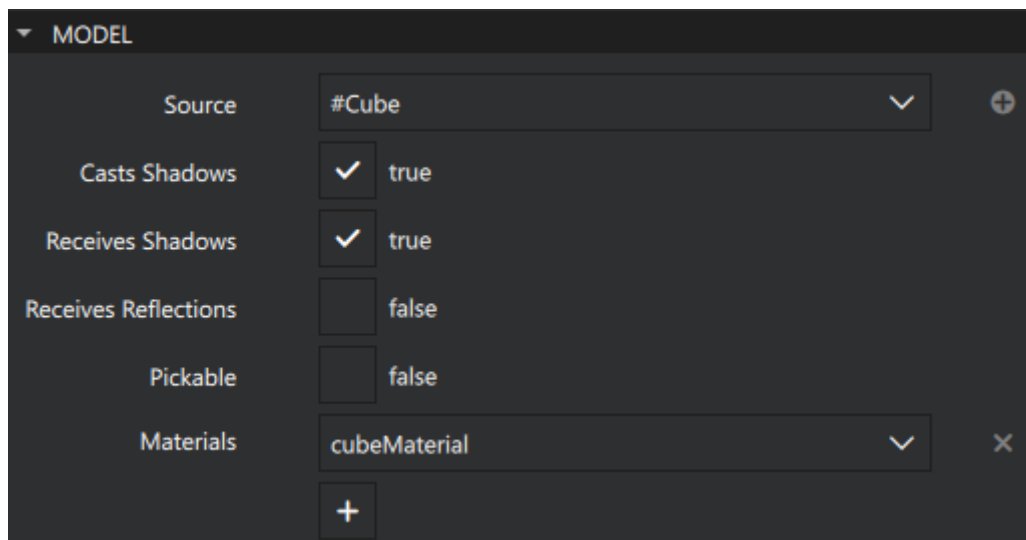 MODEL
Source #Cube
Casts Shadows true
Receives Shadows true
Receives Reflections false
Pickable false
Materials cubeMaterial